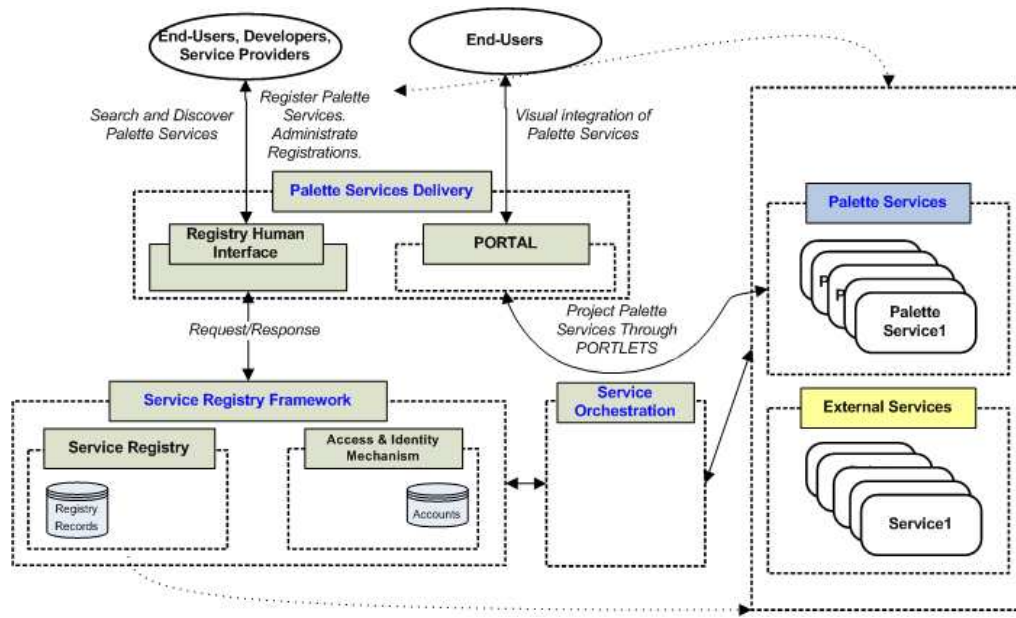 End-Users, Developers,
Service Providers
End-Users
Search and Discover
Palette Services
Register Palette
Services.
Administrate
Registrations.
Visual integration of
Palette Services
Palette Services Delivery
Registry Human
Interface
PORTAL
Palette Services
P
P
P
Palette
Service1
Request/Response
Project Palette
Services Through
PORTLETS
Service Registry Framework
Service
Orchestration
External Services
Service Registry
Access & Identity
Mechanism
Registry
Records
Accounts
Service1